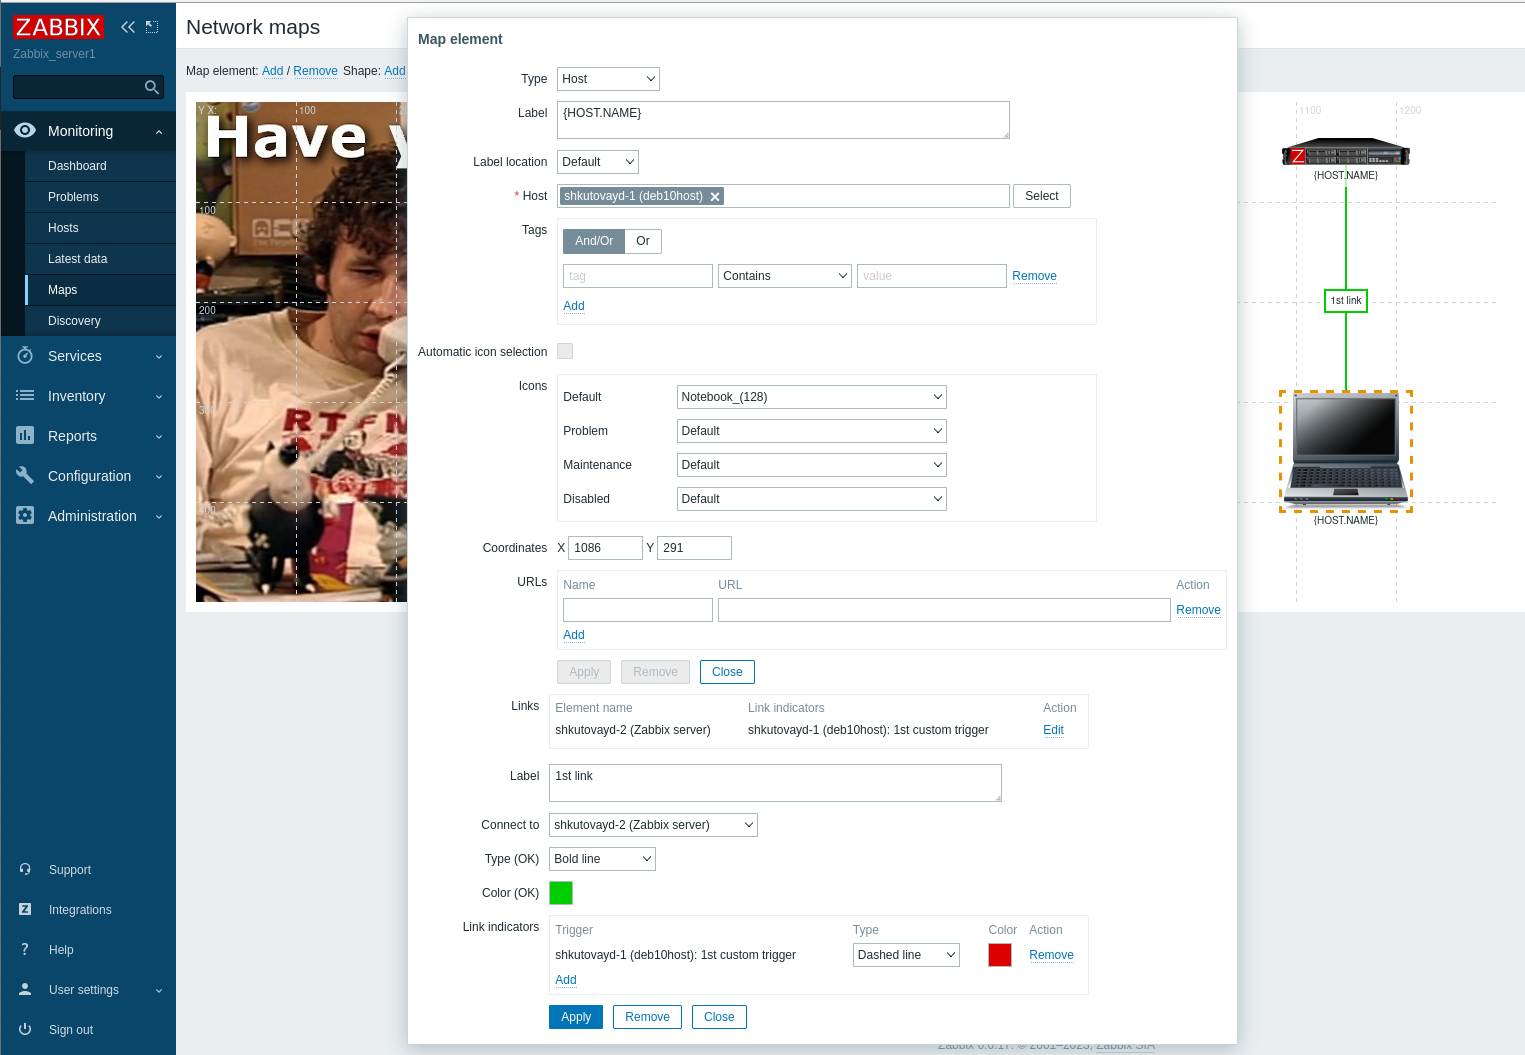 ZABBIX
Zabbix_server1
Monitoring
Dashboard
Problems
Hosts
Latest data
Maps
Discovery
Services
Inventory
Reports
Configuration
Administration
Support
Integrations
Help
User settings
Sign out
Network maps
Map element: Add / Remove Shape: Add
Y X:
100
Have y
100
200
RTFM
Map element
Type Host
Label {HOST.NAME}
Label location Default
* Host shkutovayd-1 (deb10host) Select
Tags And/Or Or
tag Contains value Remove
Add
Automatic icon selection
Icons Default Notebook_(128)
Problem Default
Maintenance Default
Disabled Default
Coordinates X 1086 Y 291
URLs Name URL Action
Remove
Add
Apply Remove Close
Links Element name Link indicators Action
shkutovayd-2 (Zabbix server) shkutovayd-1 (deb10host): 1st custom trigger Edit
Label 1st link
Connect to shkutovayd-2 (Zabbix server)
Type (OK) Bold line
Color (OK)
Link indicators Trigger Type Color Action
shkutovayd-1 (deb10host): 1st custom trigger Dashed line Remove
Add
Apply Remove Close
1100 1200
Z
{HOST.NAME}
1st link
{HOST.NAME}
Zabbix 6.0.17. © 2001–2023, Zabbix SIA